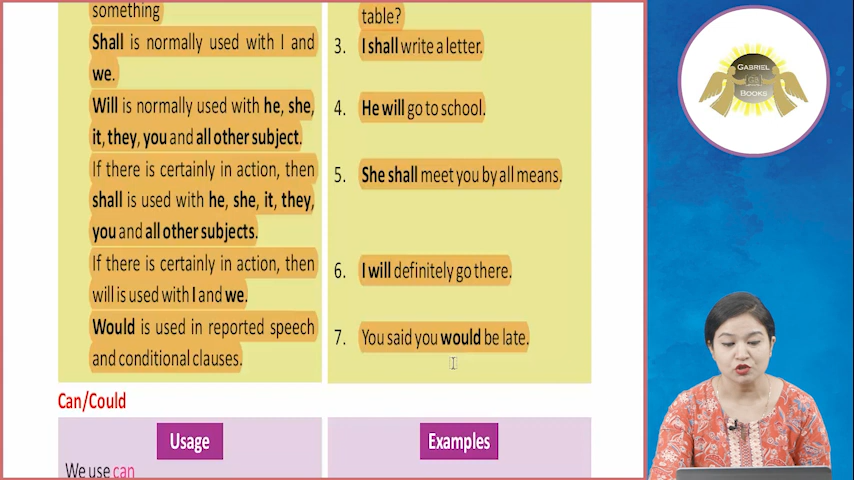 something
Shall is normally used with I and
we.
Will is normally used with he, she,
it, they, you and all other subject.
If there is certainly in action, then
shall is used with he, she, it, they,
you and all other subjects.
If there is certainly in action, then
will is used with I and we.
Would is used in reported speech
and conditional clauses.
table?
3. I shall write a letter.
4. He will go to school.
5. She shall meet you by all means.
6. I will definitely go there.
7. You said you would be late.
Can/Could
Usage
Examples
We use can
GABRIEL
BOOKS